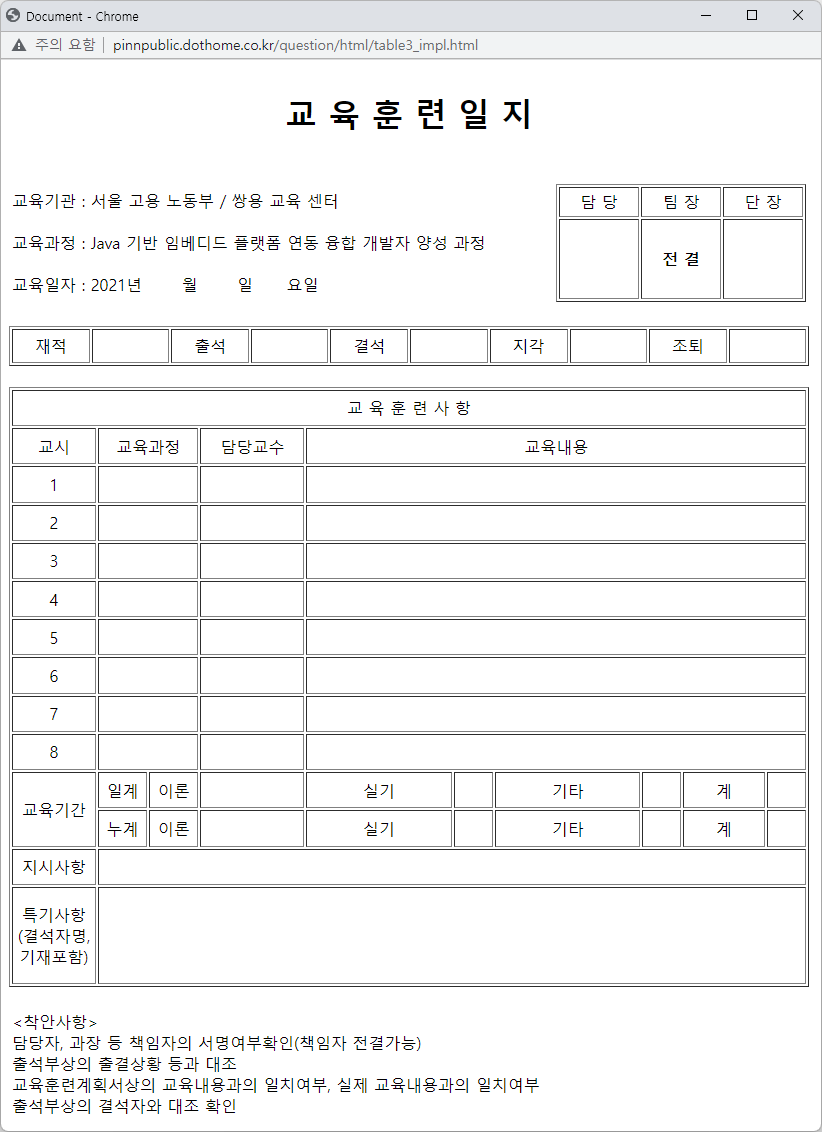 Document - Chrome
주의 요함 | pinnpublic.dothome.co.kr/question/html/table3_impl.html
교 육 훈 련 일 지
교육기관 : 서울 고용 노동부 / 쌍용 교육 센터
교육과정 : Java 기반 임베디드 플랫폼 연동 융합 개발자 양성 과정
교육일자 : 2021년 월 일 요일
담 당 팀 장 단 장
전 결
재적 출석 결석 지각 조퇴
교 육 훈 련 사 항
교시 교육과정 담당교수 교육내용
1
2
3
4
5
6
7
8
교육기간 일계 이론 실기 기타 계
누계 이론 실기 기타 계
지시사항
특기사항
(결석자명,
기재포함)
<착안사항>
담당자, 과장 등 책임자의 서명여부확인(책임자 전결가능)
출석부상의 출결상황 등과 대조
교육훈련계획서상의 교육내용과의 일치여부, 실제 교육내용과의 일치여부
출석부상의 결석자와 대조 확인